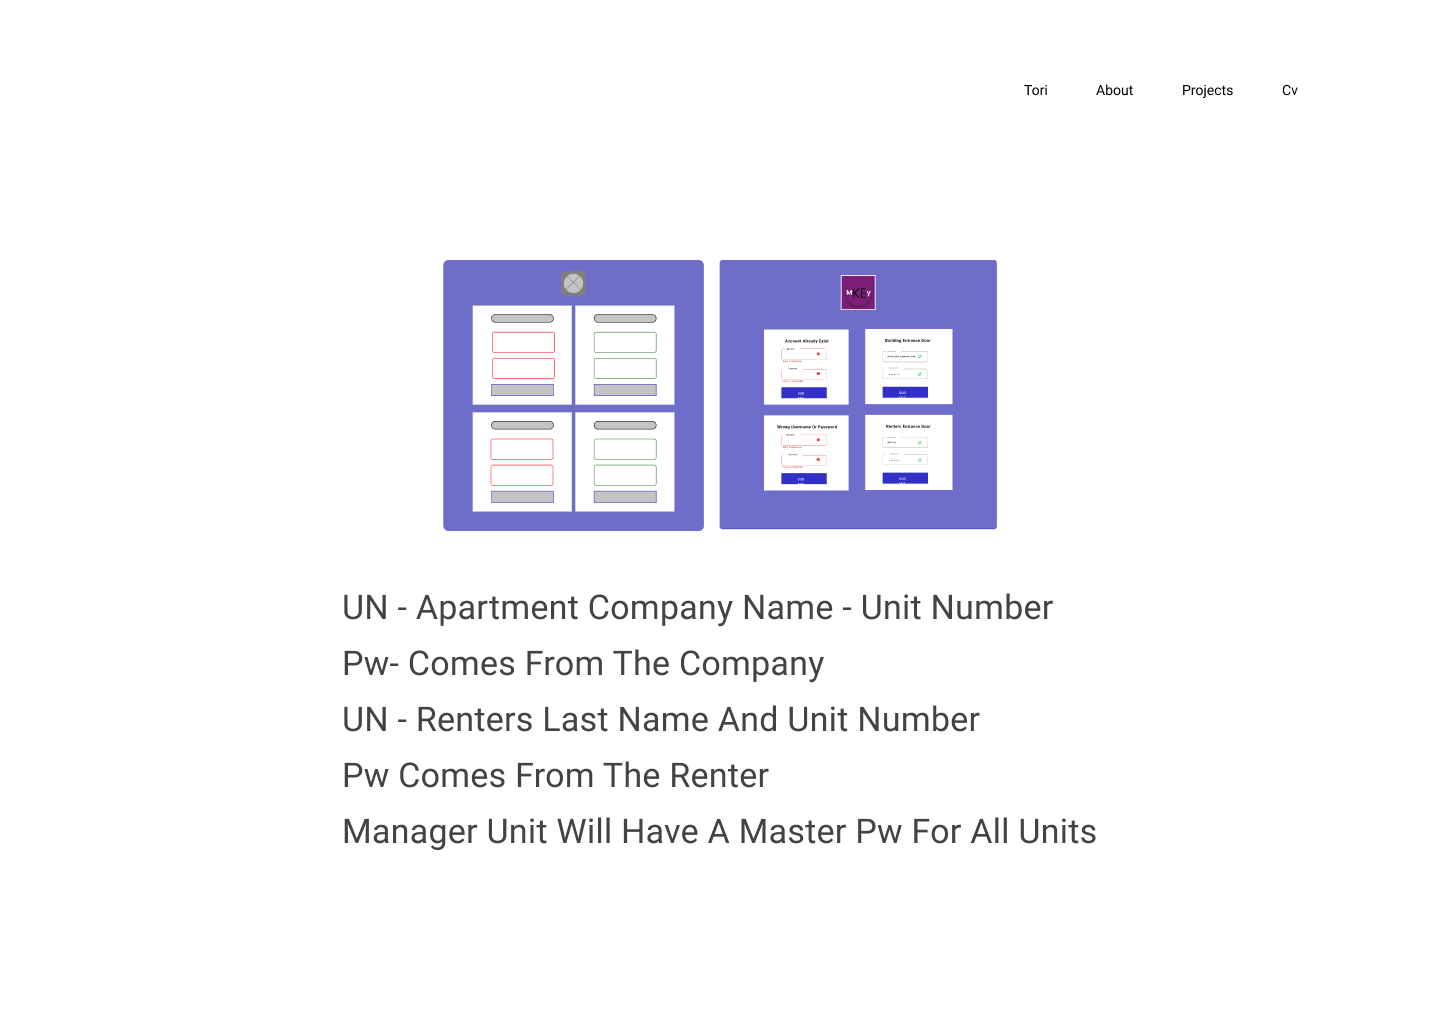 Tori About Projects Cv
MKEy
Account Already Exist
Building Entrance Door
Wrong Username Or Password
Renters Entrance Door
UN - Apartment Company Name - Unit Number
Pw- Comes From The Company
UN - Renters Last Name And Unit Number
Pw Comes From The Renter
Manager Unit Will Have A Master Pw For All Units